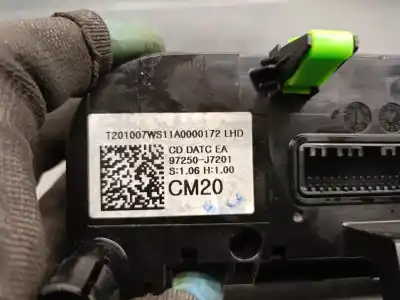 T201007WS11A0000172 LHD
CD DATC EA
97250-J7201
S:1.06 H:1.00
CM20